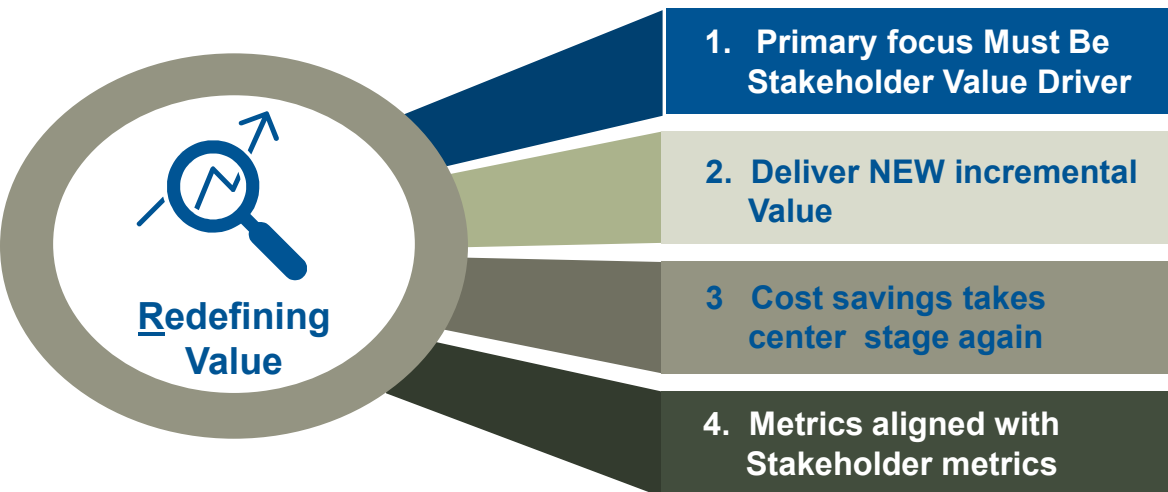 Redefining
Value
1. Primary focus Must Be
Stakeholder Value Driver
2. Deliver NEW incremental
Value
3 Cost savings takes
center stage again
4. Metrics aligned with
Stakeholder metrics